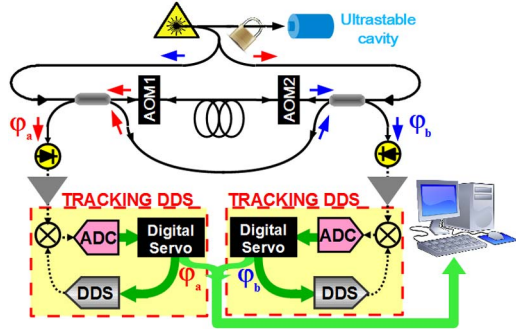 Ultrastable
cavity
AOM1
AOM2
φa
φb
TRACKING DDS
TRACKING DDS
ADC
Digital
Servo
Digital
Servo
ADC
φa
φb
DDS
DDS